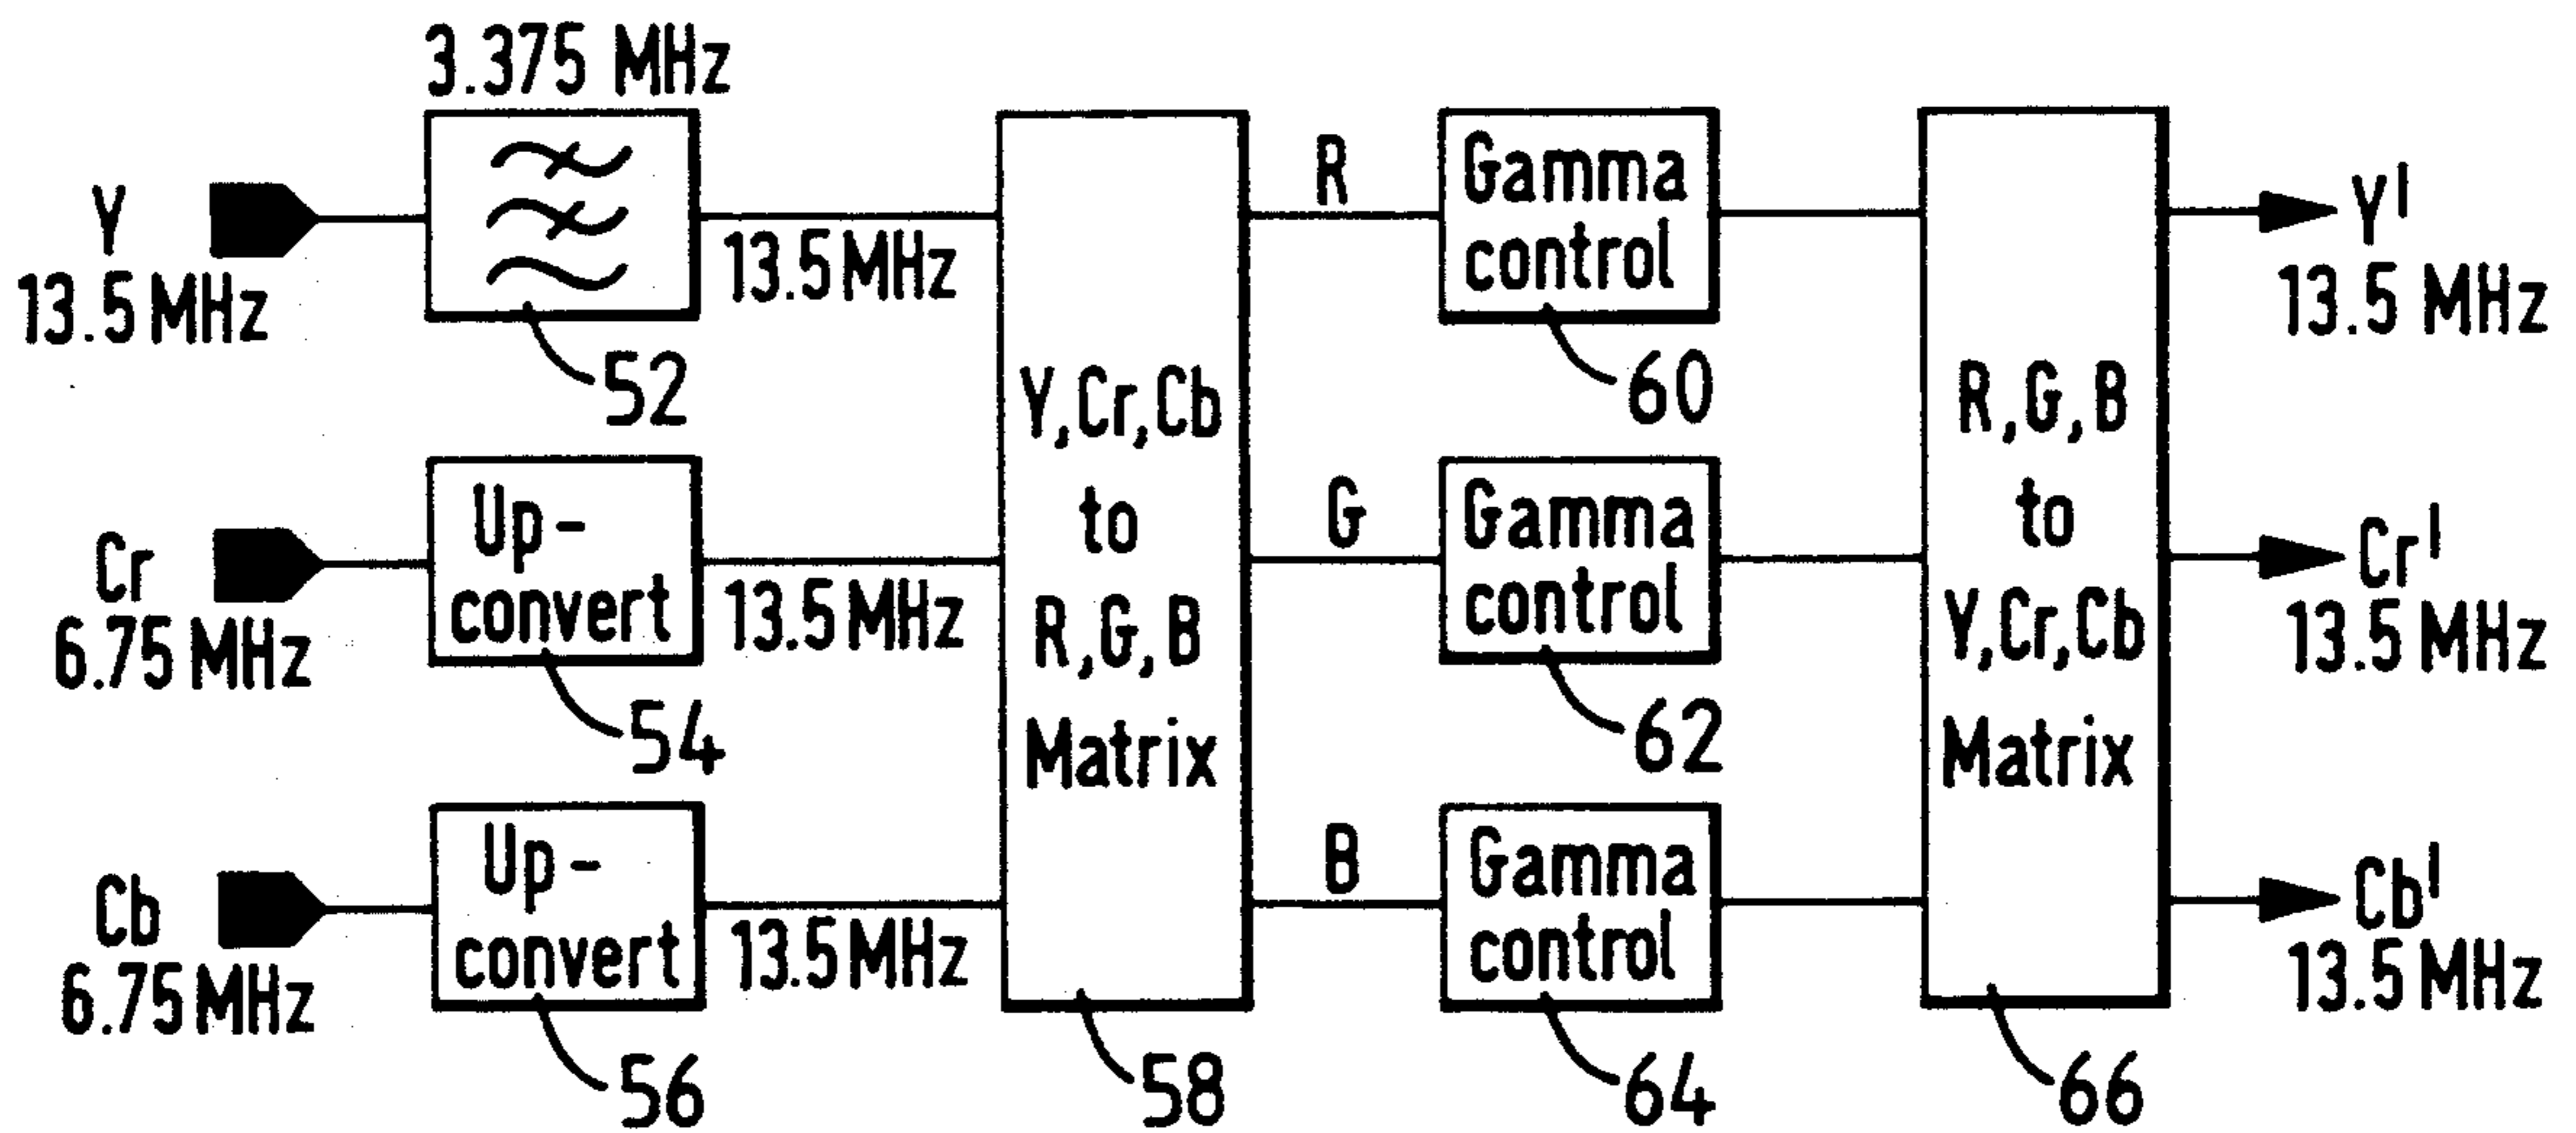 3.375 MHz
Y
13.5 MHz
52
13.5 MHz
Cr
6.75 MHz
Up-
convert
54
13.5 MHz
Cb
6.75 MHz
Up-
convert
56
13.5 MHz
Y,Cr,Cb
to
R,G,B
Matrix
58
R
Gamma
control
60
G
Gamma
control
62
B
Gamma
control
64
R,G,B
to
Y,Cr,Cb
Matrix
66
Y'
13.5 MHz
Cr'
13.5 MHz
Cb'
13.5 MHz